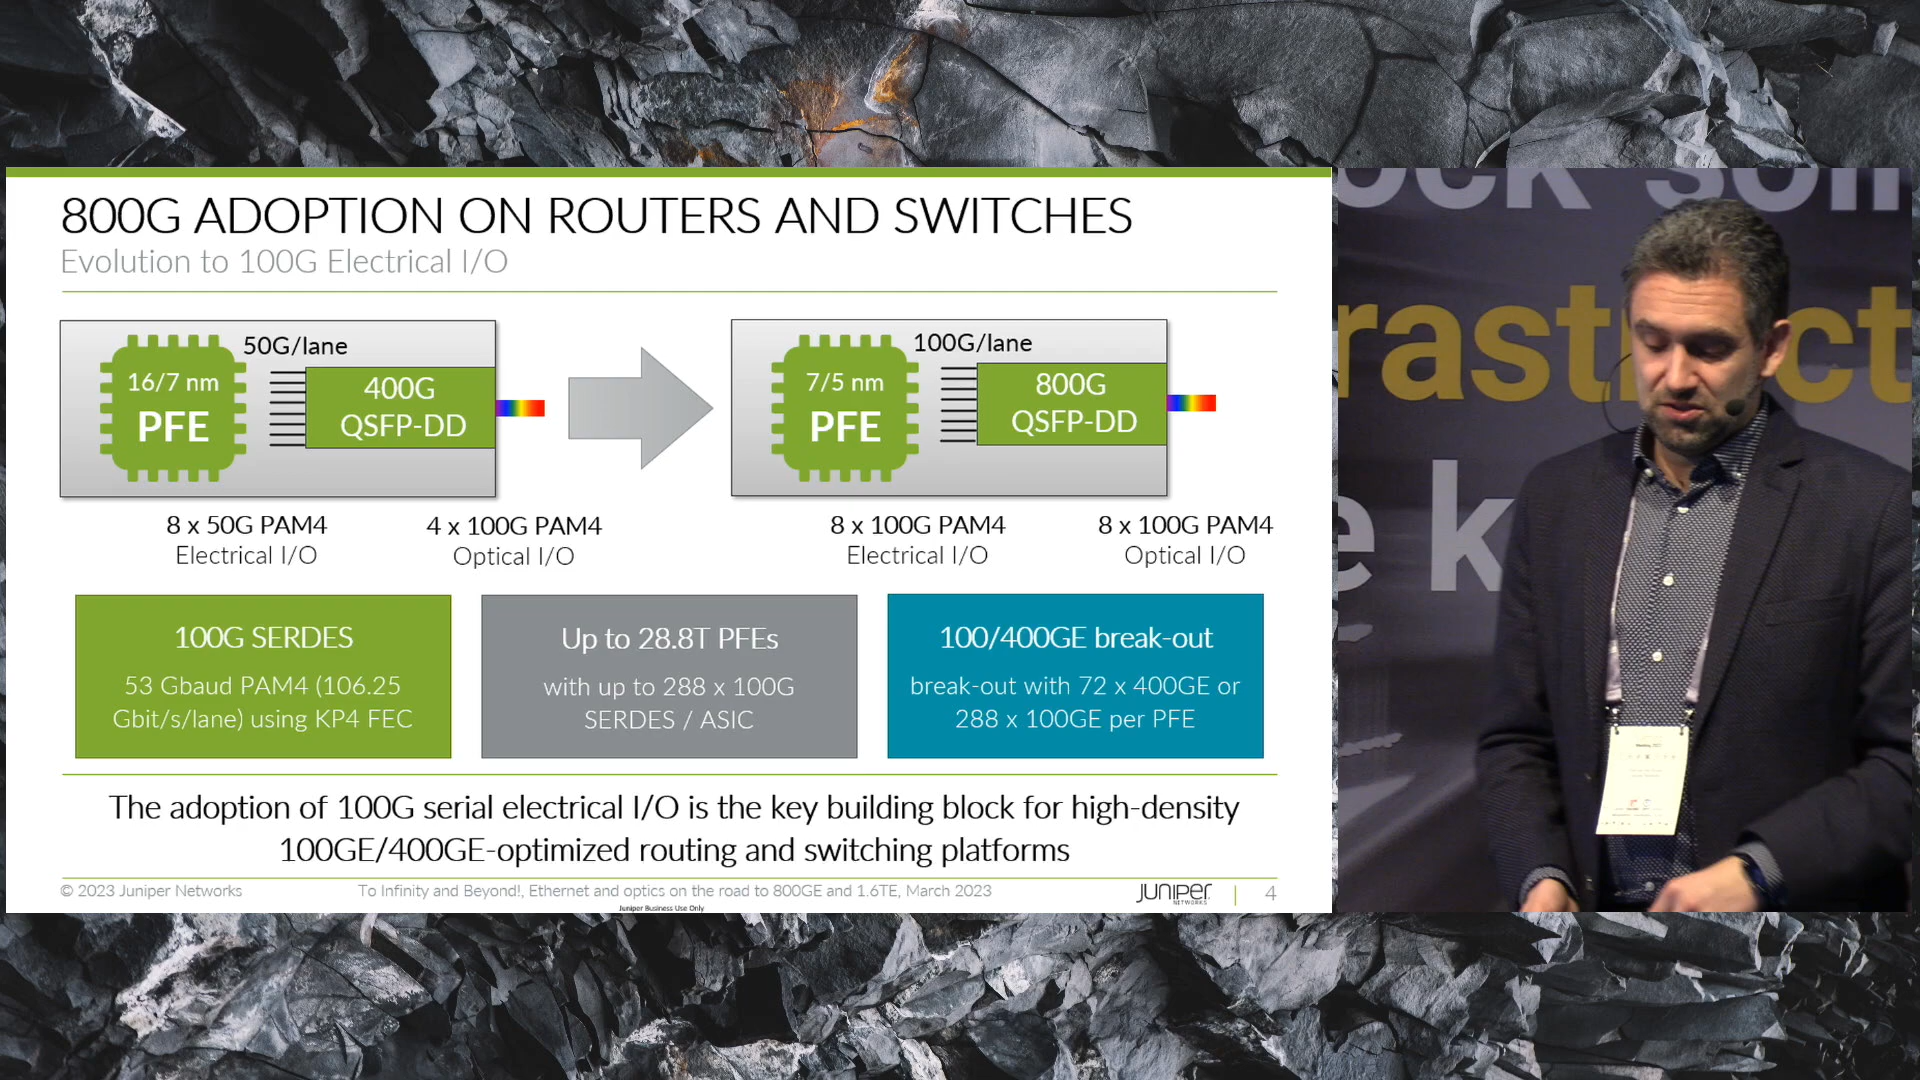 800G ADOPTION ON ROUTERS AND SWITCHES
Evolution to 100G Electrical I/O
50G/lane
16/7 nm
PFE
400G
QSFP-DD
100G/lane
7/5 nm
PFE
800G
QSFP-DD
8 x 50G PAM4
Electrical I/O
4 x 100G PAM4
Optical I/O
8 x 100G PAM4
Electrical I/O
8 x 100G PAM4
Optical I/O
100G SERDES
53 Gbaud PAM4 (106.25
Gbit/s/lane) using KP4 FEC
Up to 28.8T PFEs
with up to 288 x 100G
SERDES / ASIC
100/400GE break-out
break-out with 72 x 400GE or
288 x 100GE per PFE
The adoption of 100G serial electrical I/O is the key building block for high-density
100GE/400GE-optimized routing and switching platforms
© 2023 Juniper Networks
To Infinity and Beyond!, Ethernet and optics on the road to 800GE and 1.6TE, March 2023
Juniper Business Use Only
JUNIPER
NETWORKS
4